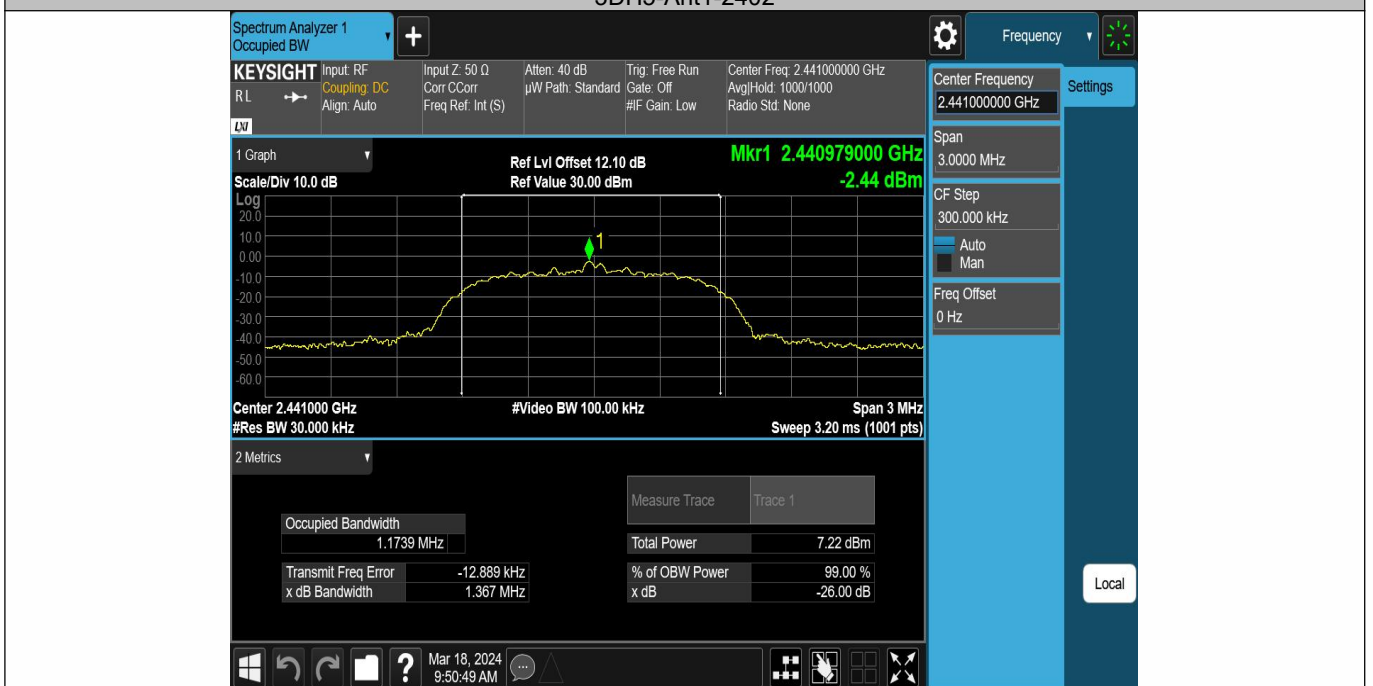 3DH5-Ant1-2402
Spectrum Analyzer 1
Occupied BW
Frequency
KEYSIGHT Input: RF Input Z: 50 Ω Atten: 40 dB Trig: Free Run Center Freq: 2.441000000 GHz
RL Coupling: DC Corr CCorr µW Path: Standard Gate: Off Avg|Hold: 1000/1000
Align: Auto Freq Ref: Int (S) #IF Gain: Low Radio Std: None
LXI
Center Frequency
2.441000000 GHz
Settings
Span
3.0000 MHz
CF Step
300.000 kHz
Auto
Man
Freq Offset
0 Hz
Local
1 Graph Ref Lvl Offset 12.10 dB Mkr1 2.440979000 GHz
Scale/Div 10.0 dB Ref Value 30.00 dBm -2.44 dBm
Log
20.0
10.0
0.00
-10.0
-20.0
-30.0
-40.0
-50.0
-60.0
1
Center 2.441000 GHz #Video BW 100.00 kHz Span 3 MHz
#Res BW 30.000 kHz Sweep 3.20 ms (1001 pts)
2 Metrics
Measure Trace Trace 1
Occupied Bandwidth
1.1739 MHz Total Power 7.22 dBm
Transmit Freq Error -12.889 kHz % of OBW Power 99.00 %
x dB Bandwidth 1.367 MHz x dB -26.00 dB
? Mar 18, 2024
9:50:49 AM